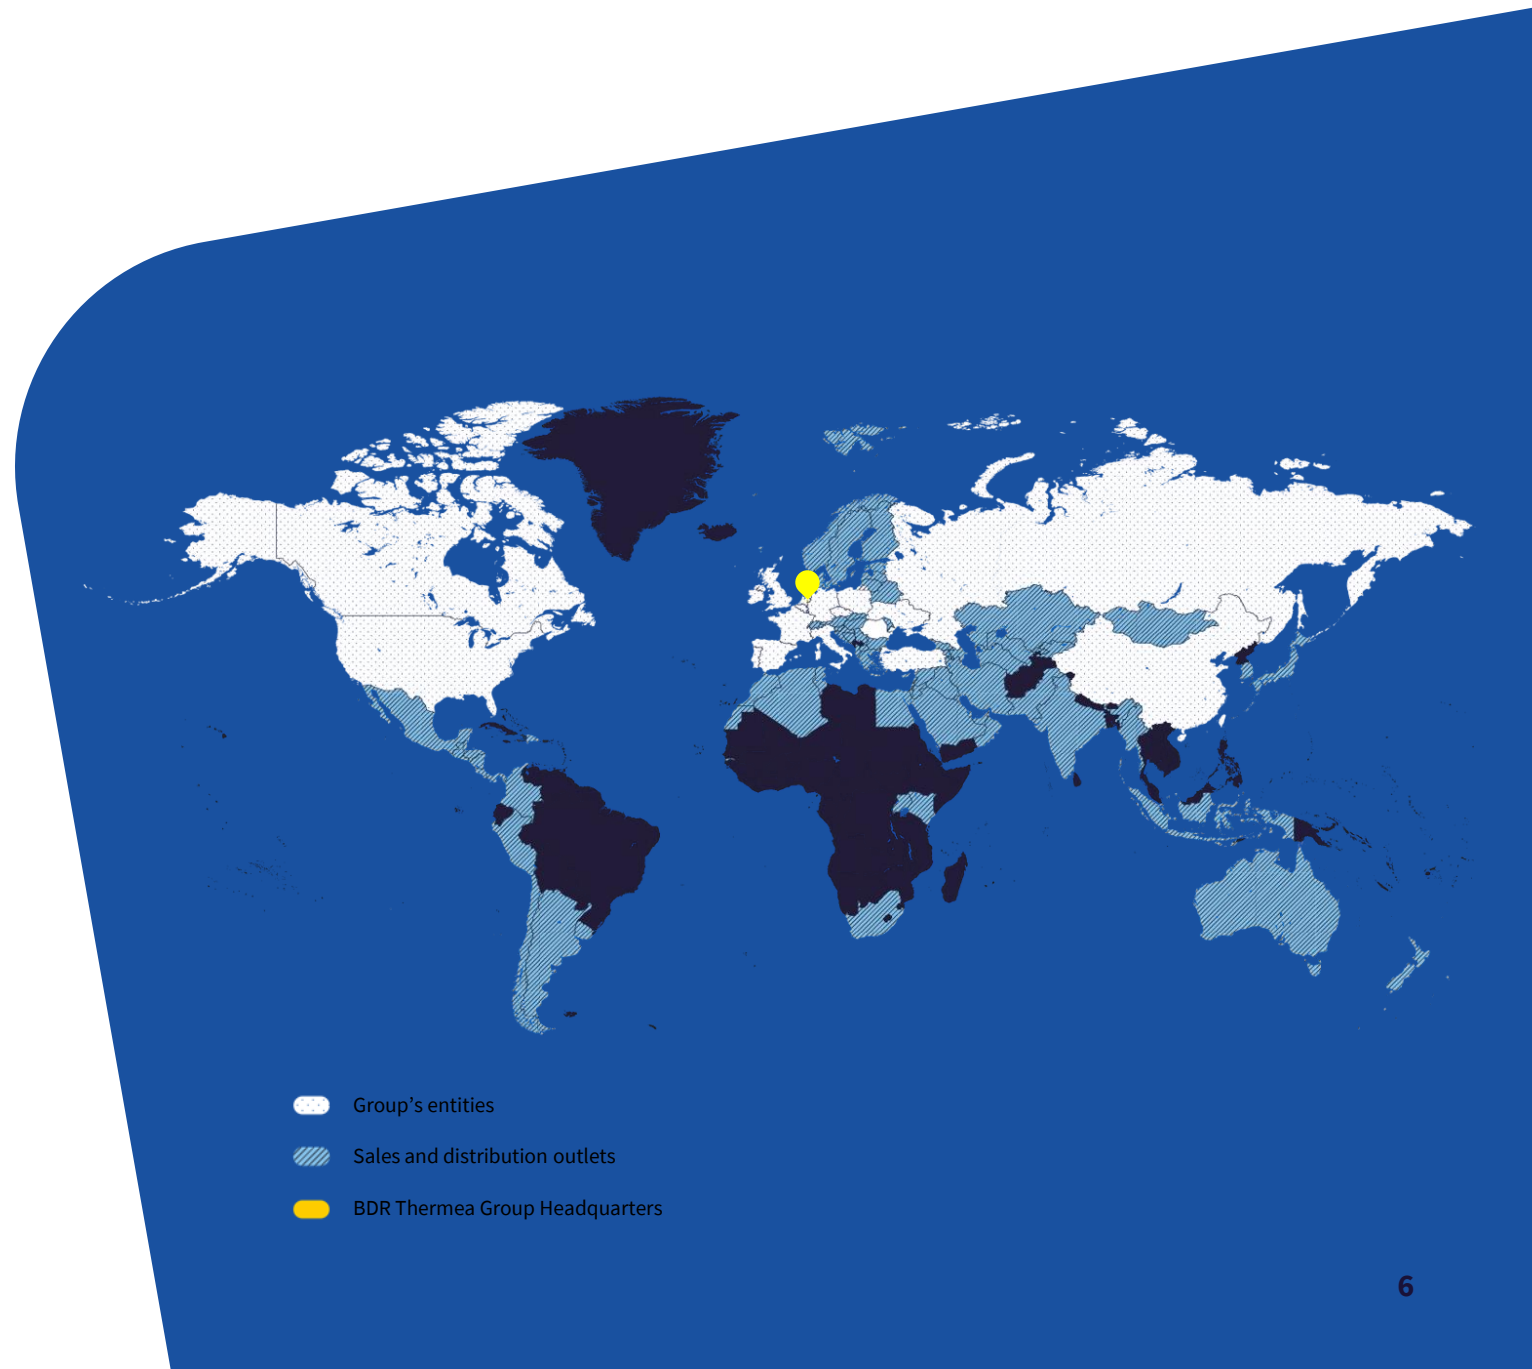 Group’s entities
Sales and distribution outlets
BDR Thermea Group Headquarters
6